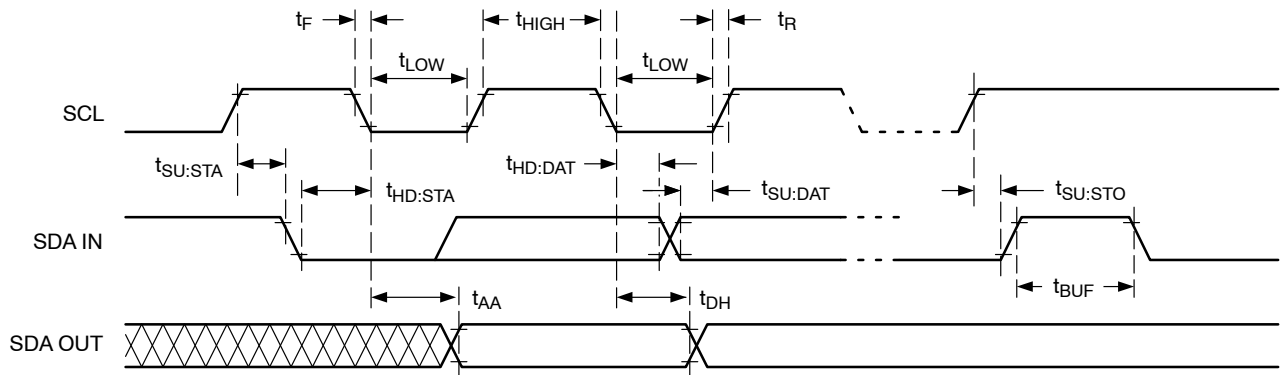 tF
tHIGH
tR
tLOW
tLOW
SCL
tSU:STA
tHD:STA
tHD:DAT
tSU:DAT
tSU:STO
SDA IN
tAA
tDH
tBUF
SDA OUT